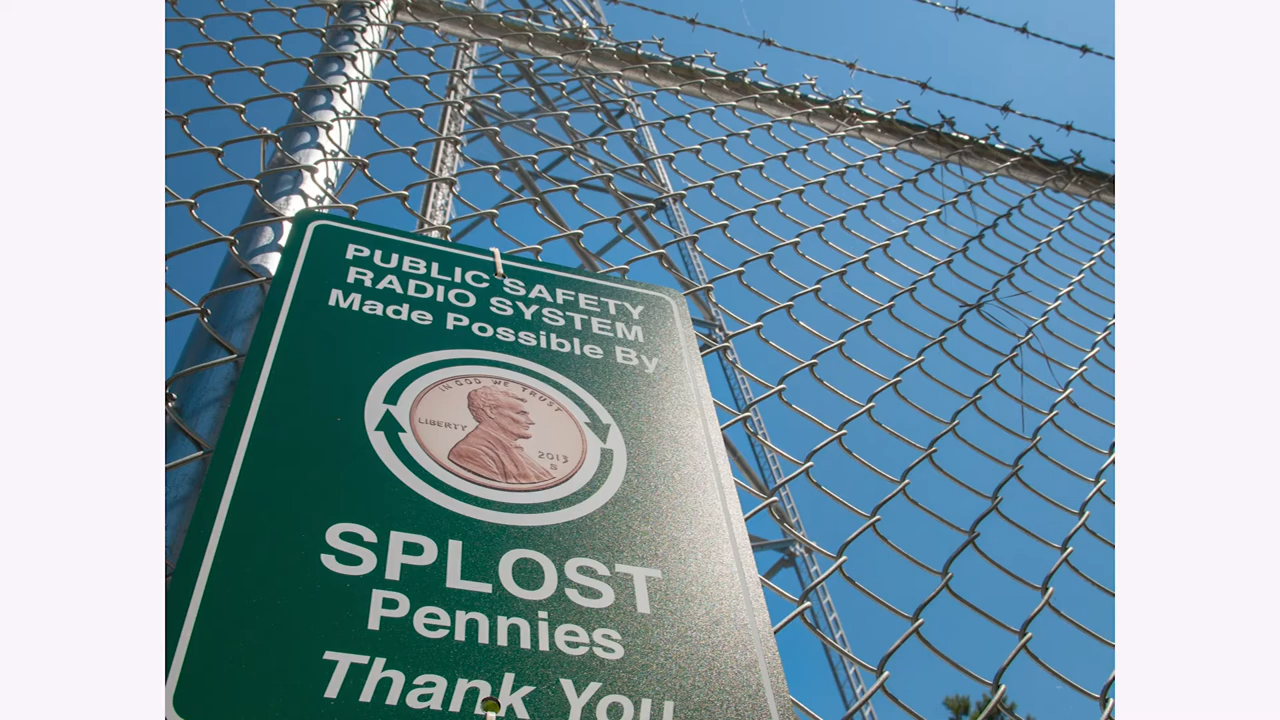 PUBLIC SAFETY
RADIO SYSTEM
Made Possible By
IN GOD WE TRUST
LIBERTY
2013
S
SPLOST
Pennies
Thank You